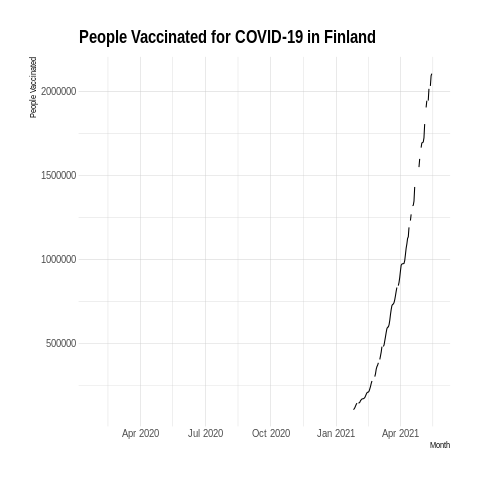 People Vaccinated for COVID-19 in Finland
People Vaccinated
2000000
1500000
1000000
500000
Apr 2020 Jul 2020 Oct 2020 Jan 2021 Apr 2021
Month